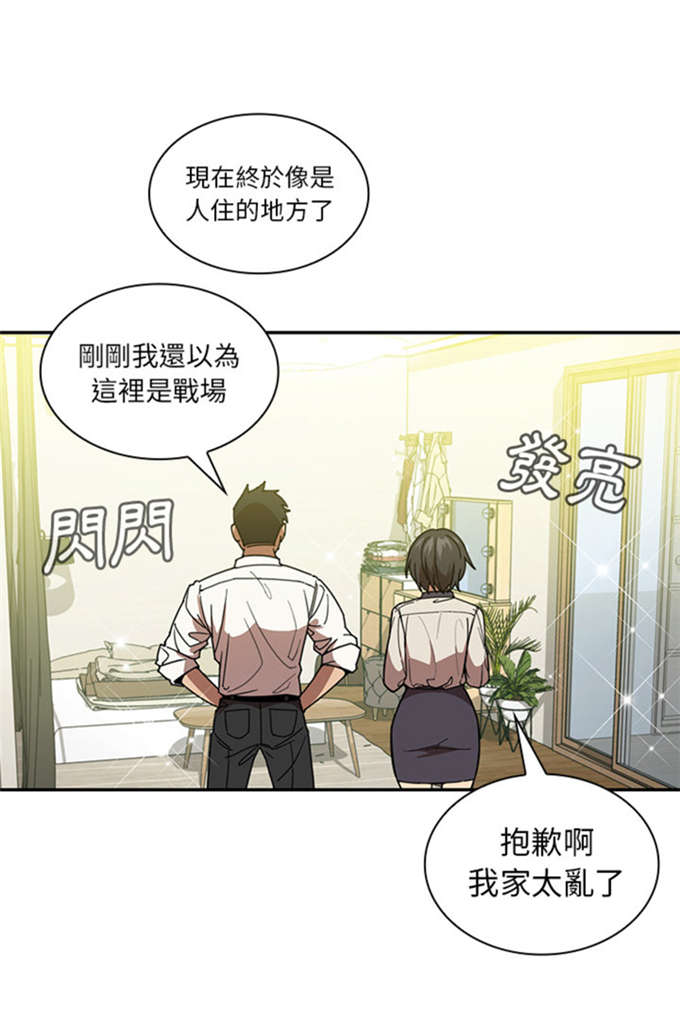 現在終於像是
人住的地方了
剛剛我還以為
這裡是戰場
發亮
閃閃
抱歉啊
我家太亂了